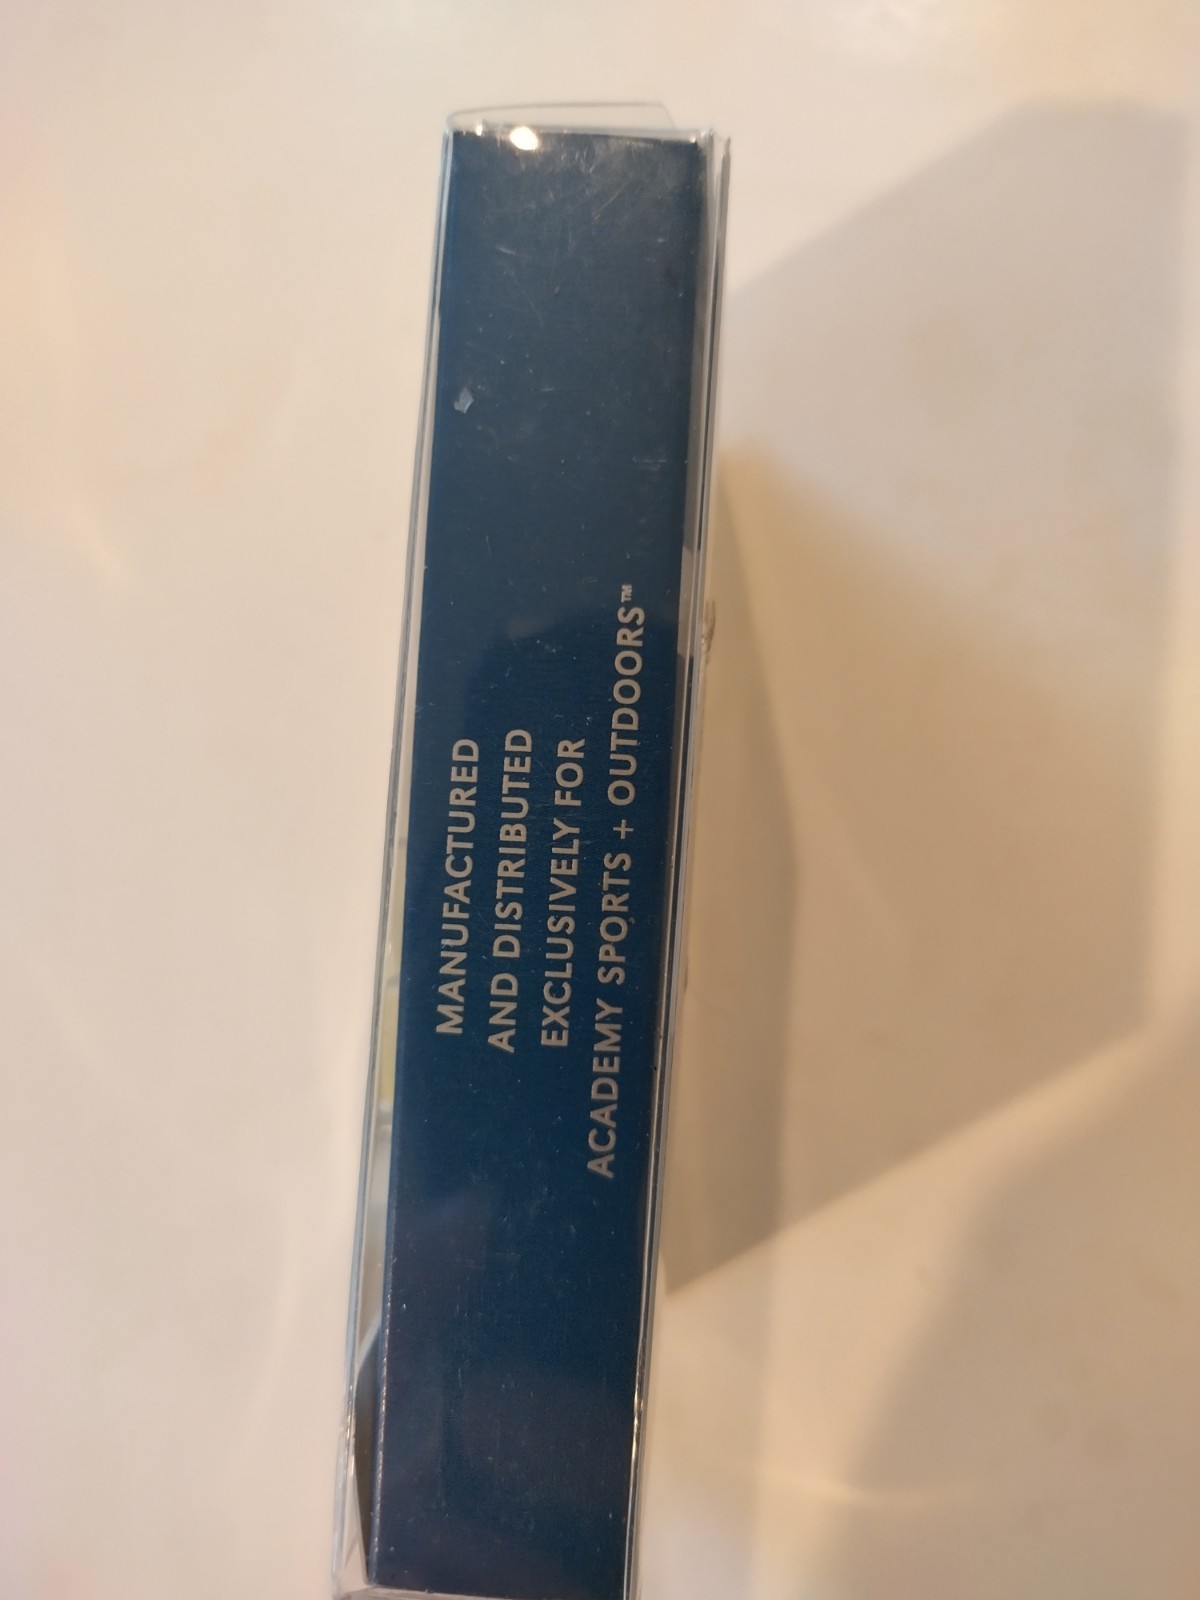 MANUFACTURED
AND DISTRIBUTED
EXCLUSIVELY FOR
ACADEMY SPORTS + OUTDOORS™